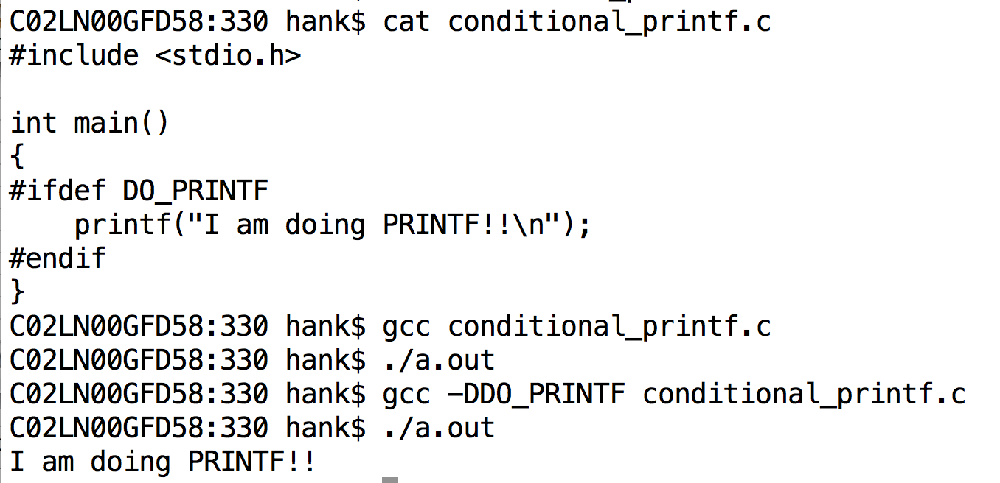 C02LN00GFD58:330 hank$ cat conditional_printf.c
#include <stdio.h>

int main()
{
#ifdef DO_PRINTF
    printf("I am doing PRINTF!!\n");
#endif
}
C02LN00GFD58:330 hank$ gcc conditional_printf.c
C02LN00GFD58:330 hank$ ./a.out
C02LN00GFD58:330 hank$ gcc -DDO_PRINTF conditional_printf.c
C02LN00GFD58:330 hank$ ./a.out
I am doing PRINTF!!